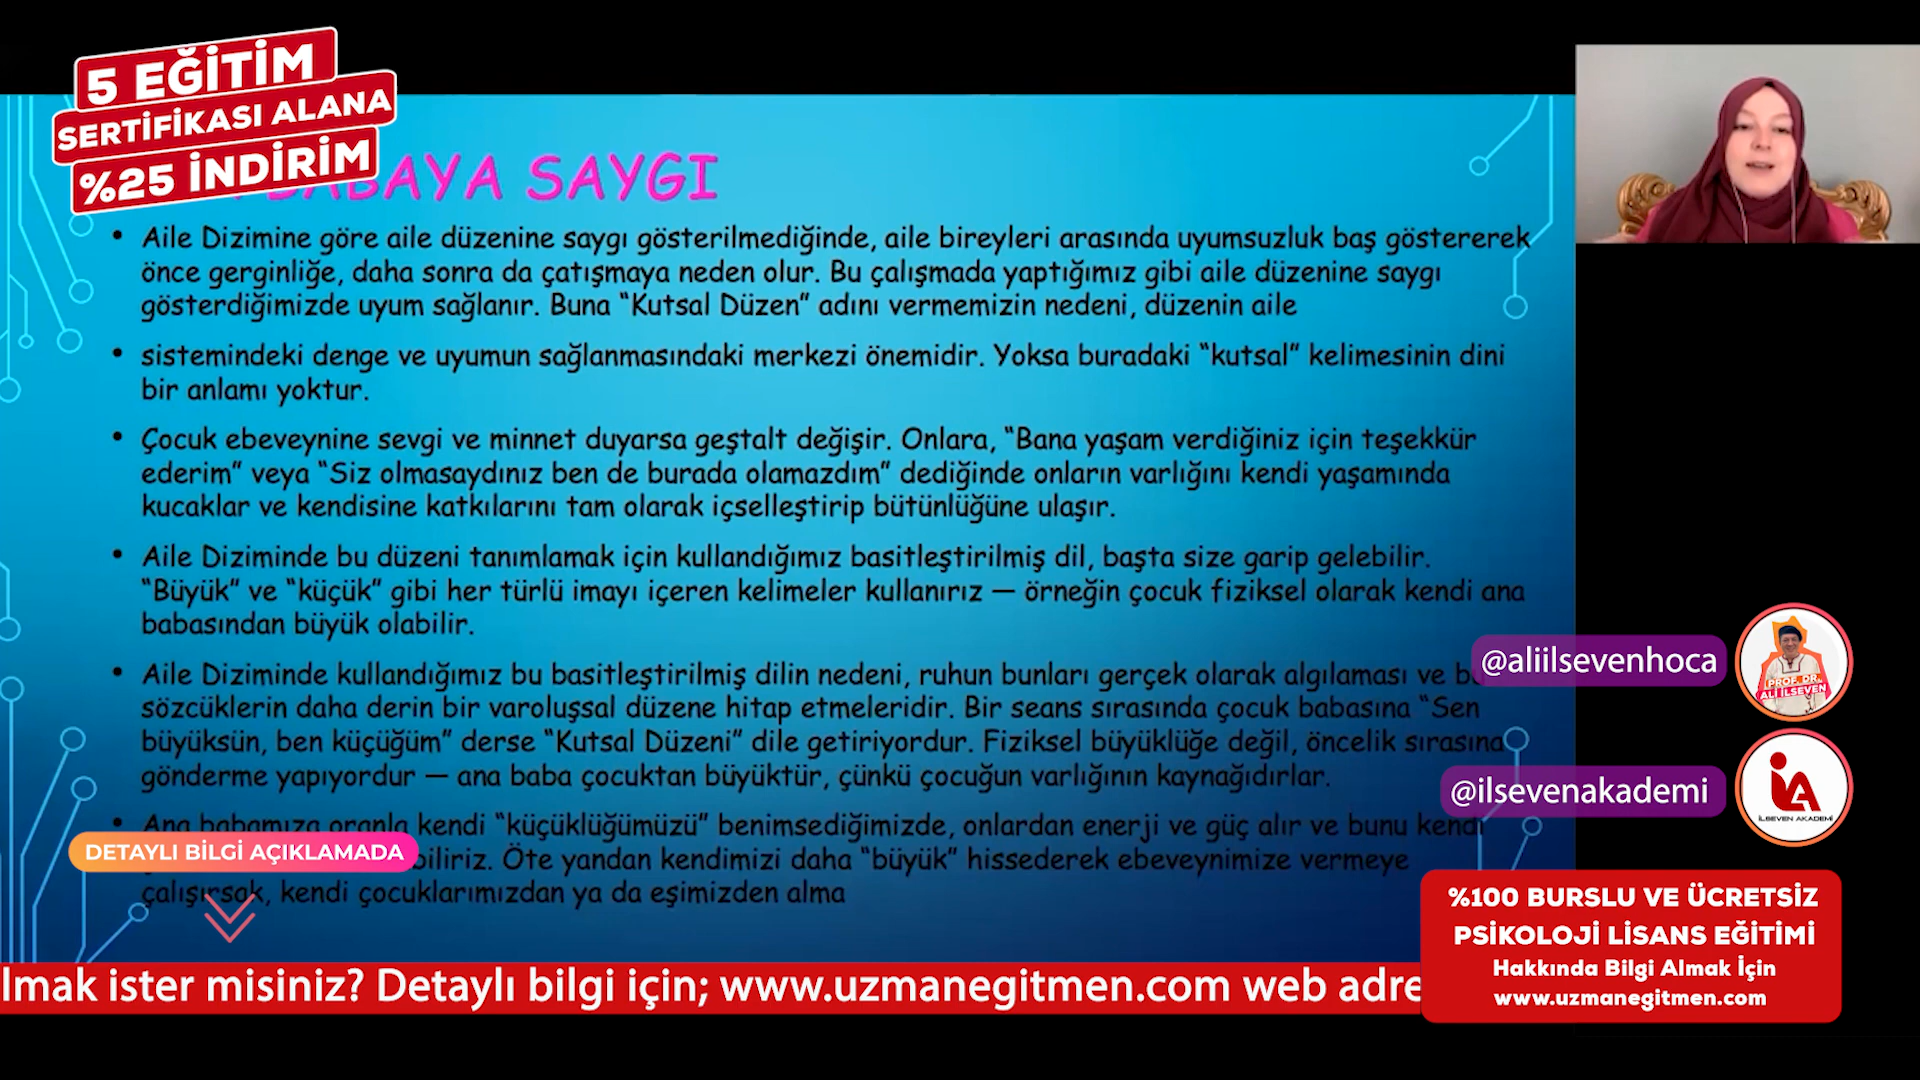 5 EĞİTİM
SERTİFİKASI ALANA
%25 İNDİRİM
BABAYA SAYGI
• Aile Dizimine göre aile düzenine saygı gösterilmediğinde, aile bireyleri arasında uyumsuzluk baş göstererek
önce gerginliğe, daha sonra da çatışmaya neden olur. Bu çalışmada yaptığımız gibi aile düzenine saygı
gösterdiğimizde uyum sağlanır. Buna “Kutsal Düzen” adını vermemizin nedeni, düzenin aile
• sistemindeki denge ve uyumun sağlanmasındaki merkezi önemidir. Yoksa buradaki “kutsal” kelimesinin dini
bir anlamı yoktur.
• Çocuk ebeveynine sevgi ve minnet duyarsa geştalt değişir. Onlara, “Bana yaşam verdiğiniz için teşekkür
ederim” veya “Siz olmasaydınız ben de burada olamazdım” dediğinde onların varlığını kendi yaşamında
kucaklar ve kendisine katkılarını tam olarak içselleştirip bütünlüğüne ulaşır.
• Aile Diziminde bu düzeni tanımlamak için kullandığımız basitleştirilmiş dil, başta size garip gelebilir.
“Büyük” ve “küçük” gibi her türlü imayı içeren kelimeler kullanırız — örneğin çocuk fiziksel olarak kendi ana
babasından büyük olabilir.
• Aile Diziminde kullandığımız bu basitleştirilmiş dilin nedeni, ruhun bunları gerçek olarak algılaması ve
sözcüklerin daha derin bir varoluşsal düzene hitap etmeleridir. Bir seans sırasında çocuk babasına “Sen
büyüksün, ben küçüğüm” derse “Kutsal Düzeni” dile getiriyordur. Fiziksel büyüklüğe değil, öncelik sırasına
gönderme yapıyordur — ana baba çocuktan büyüktür, çünkü çocuğun varlığının kaynağıdırlar.
• Ana babamıza oranla kendi “küçüklüğümüzü” benimsediğimizde, onlardan enerji ve güç alır ve bunu kendi
biliriz. Öte yandan kendimizi daha “büyük” hissederek ebeveynimize vermeye
çalışırsak, kendi çocuklarımızdan ya da eşimizden alma
DETAYLI BİLGİ AÇIKLAMADA
@aliilsevenhoca
PROF. DR.
ALİ İLSEVEN
@ilsevenakademi
İLSEVEN AKADEMİ
%100 BURSLU VE ÜCRETSİZ
PSİKOLOJİ LİSANS EĞİTİMİ
Hakkında Bilgi Almak İçin
www.uzmanegitmen.com
lmak ister misiniz? Detaylı bilgi için; www.uzmanegitmen.com web adre